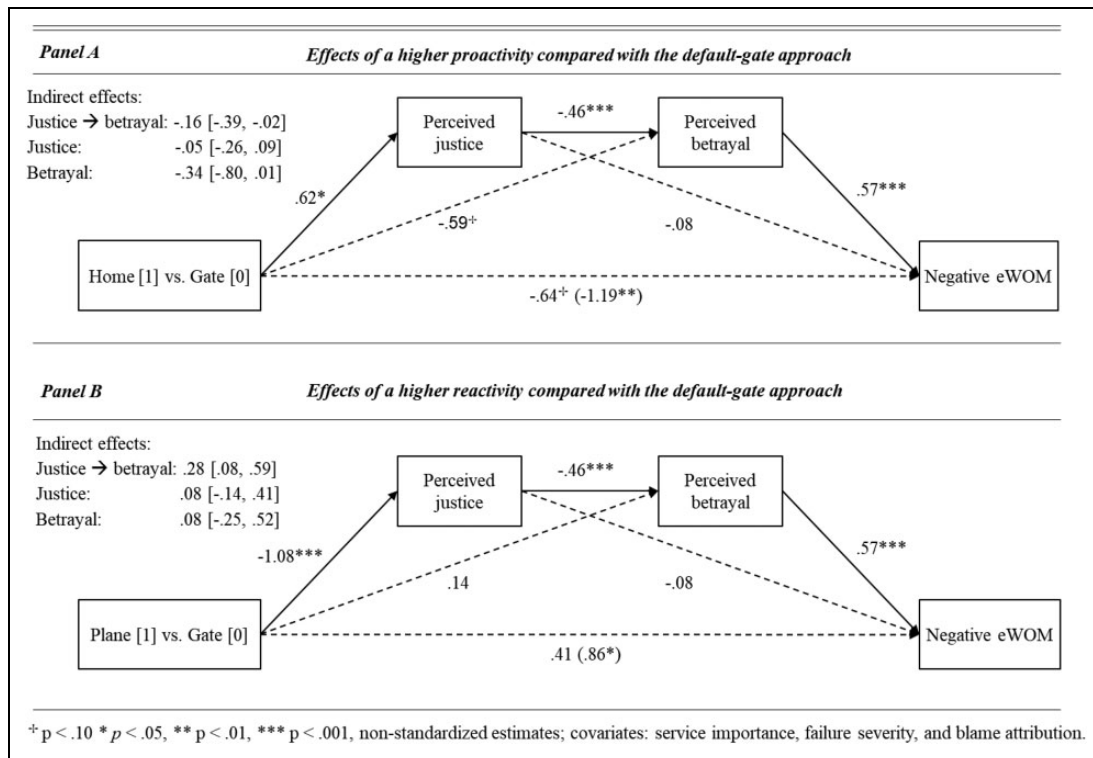 Panel A
Effects of a higher proactivity compared with the default-gate approach
Indirect effects:
Justice → betrayal: -.16 [-.39, -.02]
Justice: -.05 [-.26, .09]
Betrayal: -.34 [-.80, .01]
Perceived
justice
-.46***
Perceived
betrayal
.62*
-.59⊹
-.08
.57***
Home [1] vs. Gate [0]
Negative eWOM
-.64⊹ (-1.19**)
Panel B
Effects of a higher reactivity compared with the default-gate approach
Indirect effects:
Justice → betrayal: .28 [.08, .59]
Justice: .08 [-.14, .41]
Betrayal: .08 [-.25, .52]
Perceived
justice
-.46***
Perceived
betrayal
-1.08***
.14
-.08
.57***
Plane [1] vs. Gate [0]
Negative eWOM
.41 (.86*)
⊹ p < .10 * p < .05, ** p < .01, *** p < .001, non-standardized estimates; covariates: service importance, failure severity, and blame attribution.